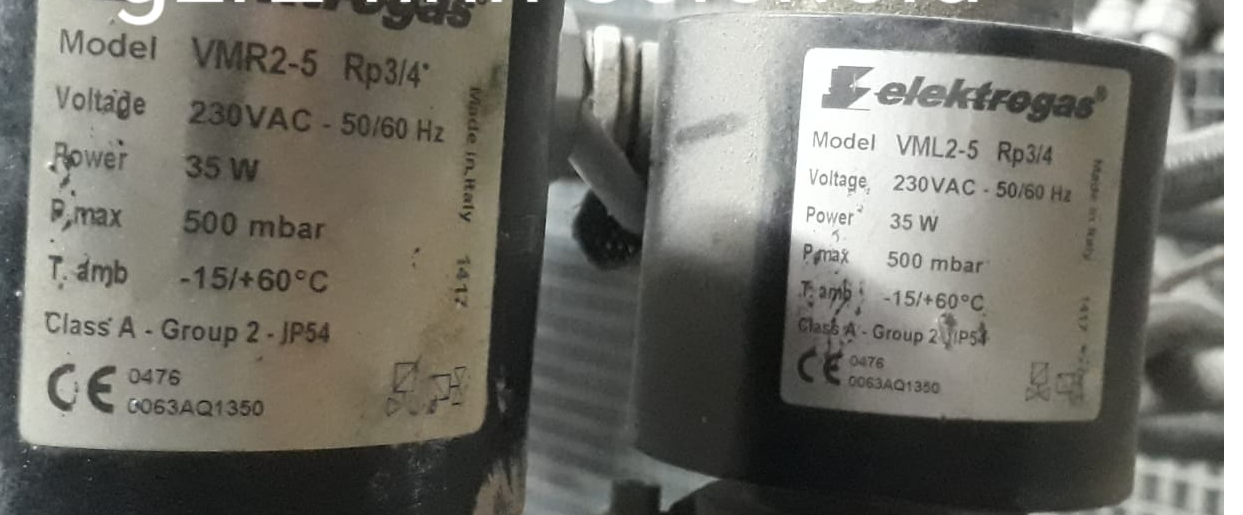 elektrogas
Model VMR2-5 Rp3/4"
Voltage 230VAC - 50/60 Hz
Power 35 W
P. max 500 mbar
T. amb -15/+60°C
Class A - Group 2 - IP54
CE 0476
0063AQ1350
Made in Italy 1417
elektrogas®
Model VML2-5 Rp3/4
Voltage 230VAC - 50/60 Hz
Power 35 W
P. max 500 mbar
T. amb -15/+60°C
Class A - Group 2 IP54
CE 0476
0063AQ1350
Made in Italy 1417